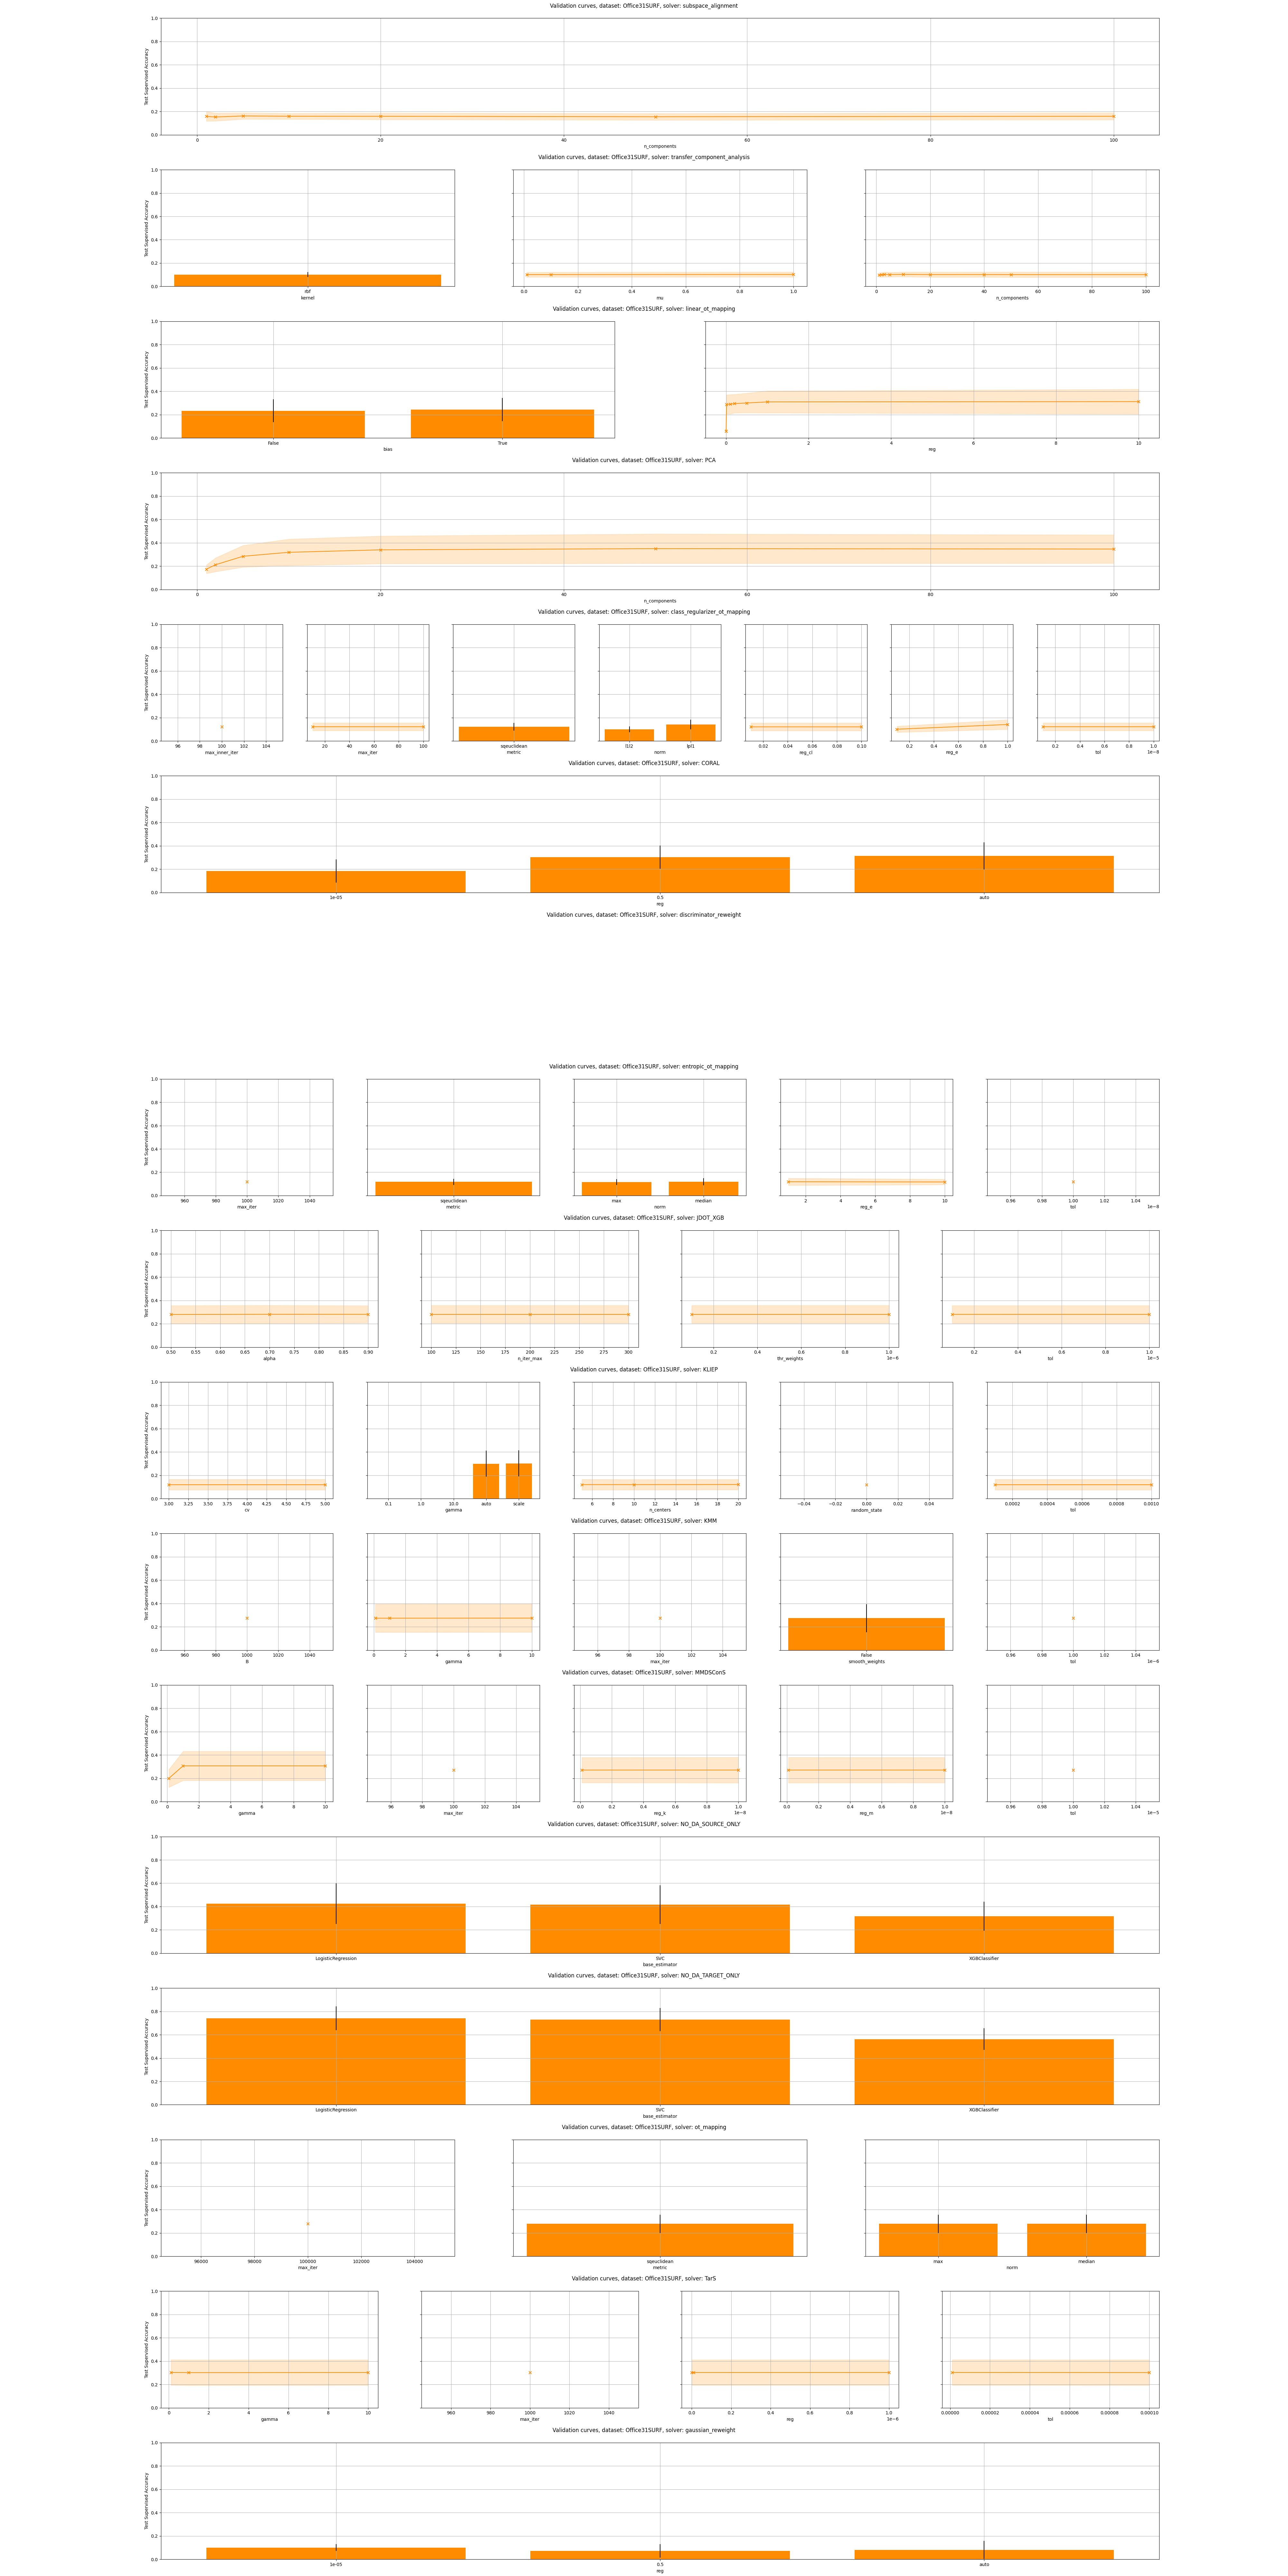 Validation curves, dataset: Office31SURF, solver: subspace_alignment
Test Supervised Accuracy
1.0
0.8
0.6
0.4
0.2
0.0
0 20 40 60 80 100
n_components
Validation curves, dataset: Office31SURF, solver: transfer_component_analysis
Test Supervised Accuracy
1.0
0.8
0.6
0.4
0.2
0.0
rbf 0.0 0.2 0.4 0.6 0.8 1.0 0 20 40 60 80 100
kernel mu n_components
Validation curves, dataset: Office31SURF, solver: linear_ot_mapping
Test Supervised Accuracy
1.0
0.8
0.6
0.4
0.2
0.0
False True 0 2 4 6 8 10
bias reg
Validation curves, dataset: Office31SURF, solver: PCA
Test Supervised Accuracy
1.0
0.8
0.6
0.4
0.2
0.0
0 20 40 60 80 100
n_components
Validation curves, dataset: Office31SURF, solver: class_regularizer_ot_mapping
Test Supervised Accuracy
1.0
0.8
0.6
0.4
0.2
0.0
96 98 100 102 104 20 40 60 80 100 sqeuclidean l1l2 lpl1 0.02 0.04 0.06 0.08 0.10 0.2 0.4 0.6 0.8 1.0 0.2 0.4 0.6 0.8 1.0
max_inner_iter max_iter metric norm reg_cl reg_e tol 1e−8
Validation curves, dataset: Office31SURF, solver: CORAL
Test Supervised Accuracy
1.0
0.8
0.6
0.4
0.2
0.0
1e-05 0.5 auto
reg
Validation curves, dataset: Office31SURF, solver: discriminator_reweight
Validation curves, dataset: Office31SURF, solver: entropic_ot_mapping
Test Supervised Accuracy
1.0
0.8
0.6
0.4
0.2
0.0
960 980 1000 1020 1040 sqeuclidean max median 2 4 6 8 10 0.96 0.98 1.00 1.02 1.04
max_iter metric norm reg_e tol 1e−8
Validation curves, dataset: Office31SURF, solver: JDOT_XGB
Test Supervised Accuracy
1.0
0.8
0.6
0.4
0.2
0.0
0.50 0.55 0.60 0.65 0.70 0.75 0.80 0.85 0.90 100 125 150 175 200 225 250 275 300 0.2 0.4 0.6 0.8 1.0 0.2 0.4 0.6 0.8 1.0
alpha n_iter_max thr_weights 1e−6 tol 1e−5
Validation curves, dataset: Office31SURF, solver: KLIEP
Test Supervised Accuracy
1.0
0.8
0.6
0.4
0.2
0.0
3.00 3.25 3.50 3.75 4.00 4.25 4.50 4.75 5.00 0.1 1.0 10.0 auto scale 6 8 10 12 14 16 18 20 −0.04 −0.02 0.00 0.02 0.04 0.0002 0.0004 0.0006 0.0008 0.0010
cv gamma n_centers random_state tol
Validation curves, dataset: Office31SURF, solver: KMM
Test Supervised Accuracy
1.0
0.8
0.6
0.4
0.2
0.0
960 980 1000 1020 1040 0 2 4 6 8 10 96 98 100 102 104 False 0.96 0.98 1.00 1.02 1.04
B gamma max_iter smooth_weights tol 1e−6
Validation curves, dataset: Office31SURF, solver: MMDSConS
Test Supervised Accuracy
1.0
0.8
0.6
0.4
0.2
0.0
0 2 4 6 8 10 96 98 100 102 104 0.0 0.2 0.4 0.6 0.8 1.0 0.0 0.2 0.4 0.6 0.8 1.0 0.96 0.98 1.00 1.02 1.04
gamma max_iter reg_k 1e−8 reg_m 1e−8 tol 1e−5
Validation curves, dataset: Office31SURF, solver: NO_DA_SOURCE_ONLY
Test Supervised Accuracy
1.0
0.8
0.6
0.4
0.2
0.0
LogisticRegression SVC XGBClassifier
base_estimator
Validation curves, dataset: Office31SURF, solver: NO_DA_TARGET_ONLY
Test Supervised Accuracy
1.0
0.8
0.6
0.4
0.2
0.0
LogisticRegression SVC XGBClassifier
base_estimator
Validation curves, dataset: Office31SURF, solver: ot_mapping
Test Supervised Accuracy
1.0
0.8
0.6
0.4
0.2
0.0
96000 98000 100000 102000 104000 sqeuclidean max median
max_iter metric norm
Validation curves, dataset: Office31SURF, solver: TarS
Test Supervised Accuracy
1.0
0.8
0.6
0.4
0.2
0.0
0 2 4 6 8 10 960 980 1000 1020 1040 0.0 0.2 0.4 0.6 0.8 1.0 0.00000 0.00002 0.00004 0.00006 0.00008 0.00010
gamma max_iter reg 1e−6 tol
Validation curves, dataset: Office31SURF, solver: gaussian_reweight
Test Supervised Accuracy
1.0
0.8
0.6
0.4
0.2
0.0
1e-05 0.5 auto
reg